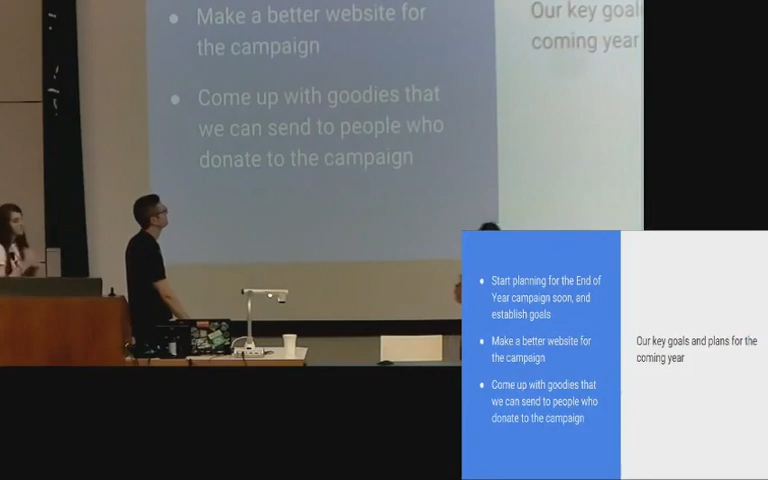 Make a better website for
the campaign
Come up with goodies that
we can send to people who
donate to the campaign
Our key goal
coming year
Start planning for the End of
Year campaign soon, and
establish goals
Make a better website for
the campaign
Come up with goodies that
we can send to people who
donate to the campaign
Our key goals and plans for the
coming year